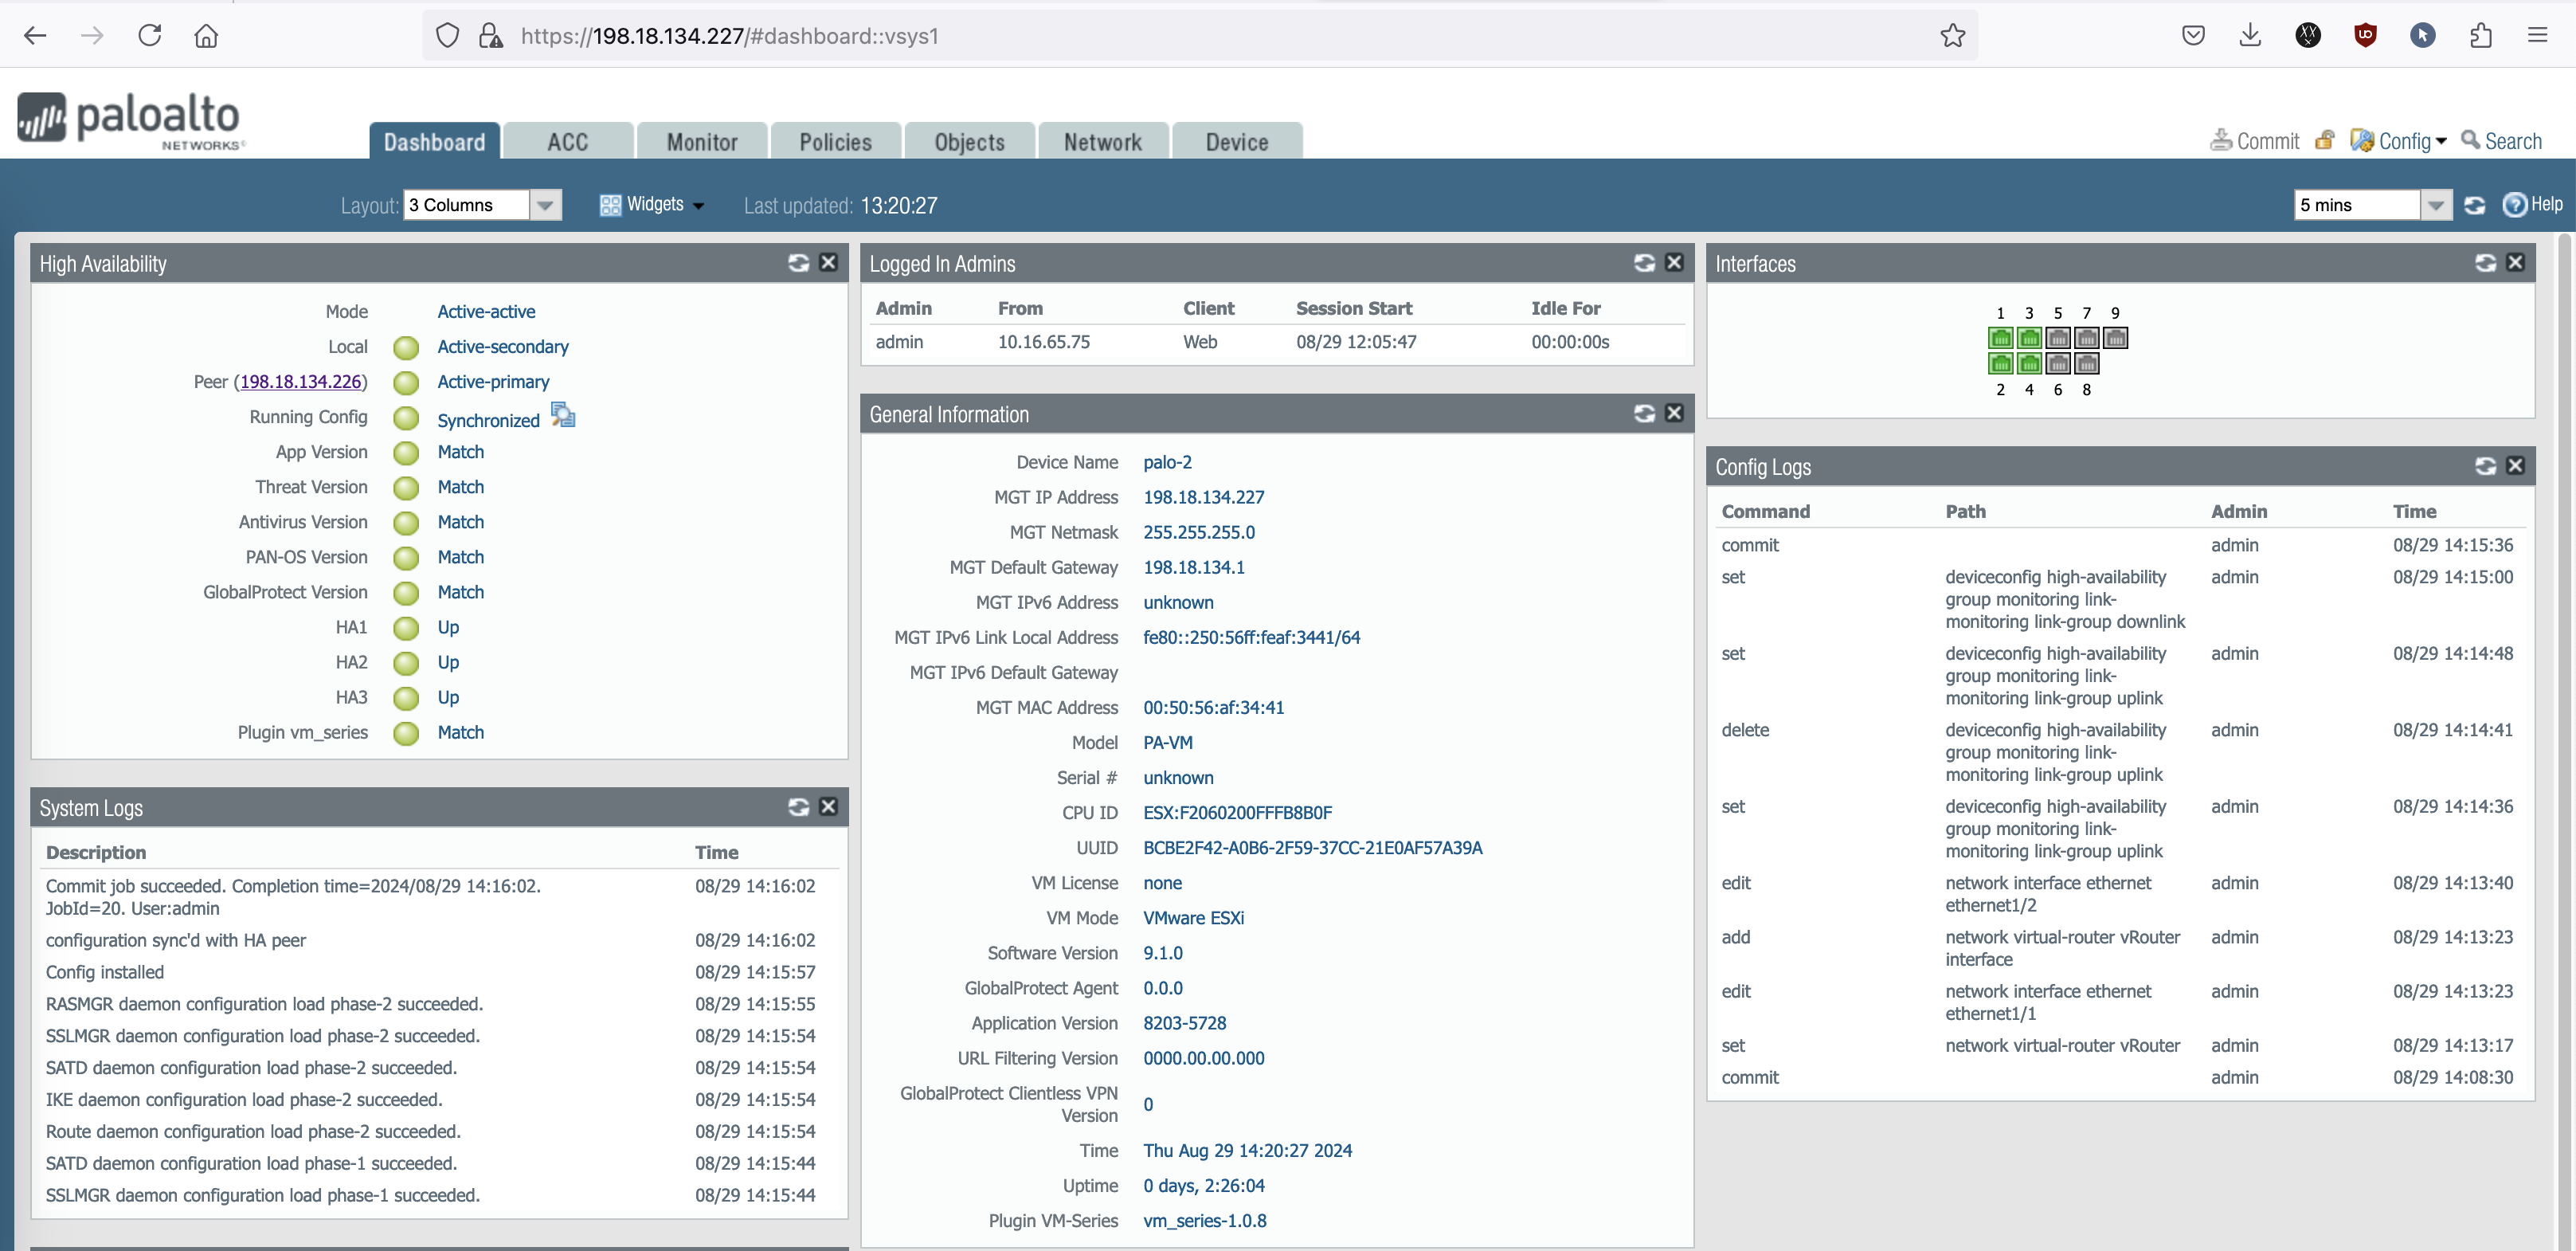 https://198.18.134.227/#dashboard::vsys1
paloalto
NETWORKS®
Dashboard ACC Monitor Policies Objects Network Device
Commit Config Search
Layout: 3 Columns Widgets Last updated: 13:20:27 5 mins Help
High Availability
Mode Active-active
Local Active-secondary
Peer (198.18.134.226) Active-primary
Running Config Synchronized
App Version Match
Threat Version Match
Antivirus Version Match
PAN-OS Version Match
GlobalProtect Version Match
HA1 Up
HA2 Up
HA3 Up
Plugin vm_series Match
System Logs
Description Time
Commit job succeeded. Completion time=2024/08/29 14:16:02. 08/29 14:16:02
JobId=20. User:admin
configuration sync'd with HA peer 08/29 14:16:02
Config installed 08/29 14:15:57
RASMGR daemon configuration load phase-2 succeeded. 08/29 14:15:55
SSLMGR daemon configuration load phase-2 succeeded. 08/29 14:15:54
SATD daemon configuration load phase-2 succeeded. 08/29 14:15:54
IKE daemon configuration load phase-2 succeeded. 08/29 14:15:54
Route daemon configuration load phase-2 succeeded. 08/29 14:15:54
SATD daemon configuration load phase-1 succeeded. 08/29 14:15:44
SSLMGR daemon configuration load phase-1 succeeded. 08/29 14:15:44
Logged In Admins
Admin From Client Session Start Idle For
admin 10.16.65.75 Web 08/29 12:05:47 00:00:00s
General Information
Device Name palo-2
MGT IP Address 198.18.134.227
MGT Netmask 255.255.255.0
MGT Default Gateway 198.18.134.1
MGT IPv6 Address unknown
MGT IPv6 Link Local Address fe80::250:56ff:feaf:3441/64
MGT IPv6 Default Gateway
MGT MAC Address 00:50:56:af:34:41
Model PA-VM
Serial # unknown
CPU ID ESX:F2060200FFFB8B0F
UUID BCBE2F42-A0B6-2F59-37CC-21E0AF57A39A
VM License none
VM Mode VMware ESXi
Software Version 9.1.0
GlobalProtect Agent 0.0.0
Application Version 8203-5728
URL Filtering Version 0000.00.00.000
GlobalProtect Clientless VPN
Version 0
Time Thu Aug 29 14:20:27 2024
Uptime 0 days, 2:26:04
Plugin VM-Series vm_series-1.0.8
Interfaces
1 3 5 7 9
2 4 6 8
Config Logs
Command Path Admin Time
commit admin 08/29 14:15:36
set deviceconfig high-availability admin 08/29 14:15:00
group monitoring link-
monitoring link-group downlink
set deviceconfig high-availability admin 08/29 14:14:48
group monitoring link-
monitoring link-group uplink
delete deviceconfig high-availability admin 08/29 14:14:41
group monitoring link-
monitoring link-group uplink
set deviceconfig high-availability admin 08/29 14:14:36
group monitoring link-
monitoring link-group uplink
edit network interface ethernet admin 08/29 14:13:40
ethernet1/2
add network virtual-router vRouter admin 08/29 14:13:23
interface
edit network interface ethernet admin 08/29 14:13:23
ethernet1/1
set network virtual-router vRouter admin 08/29 14:13:17
commit admin 08/29 14:08:30